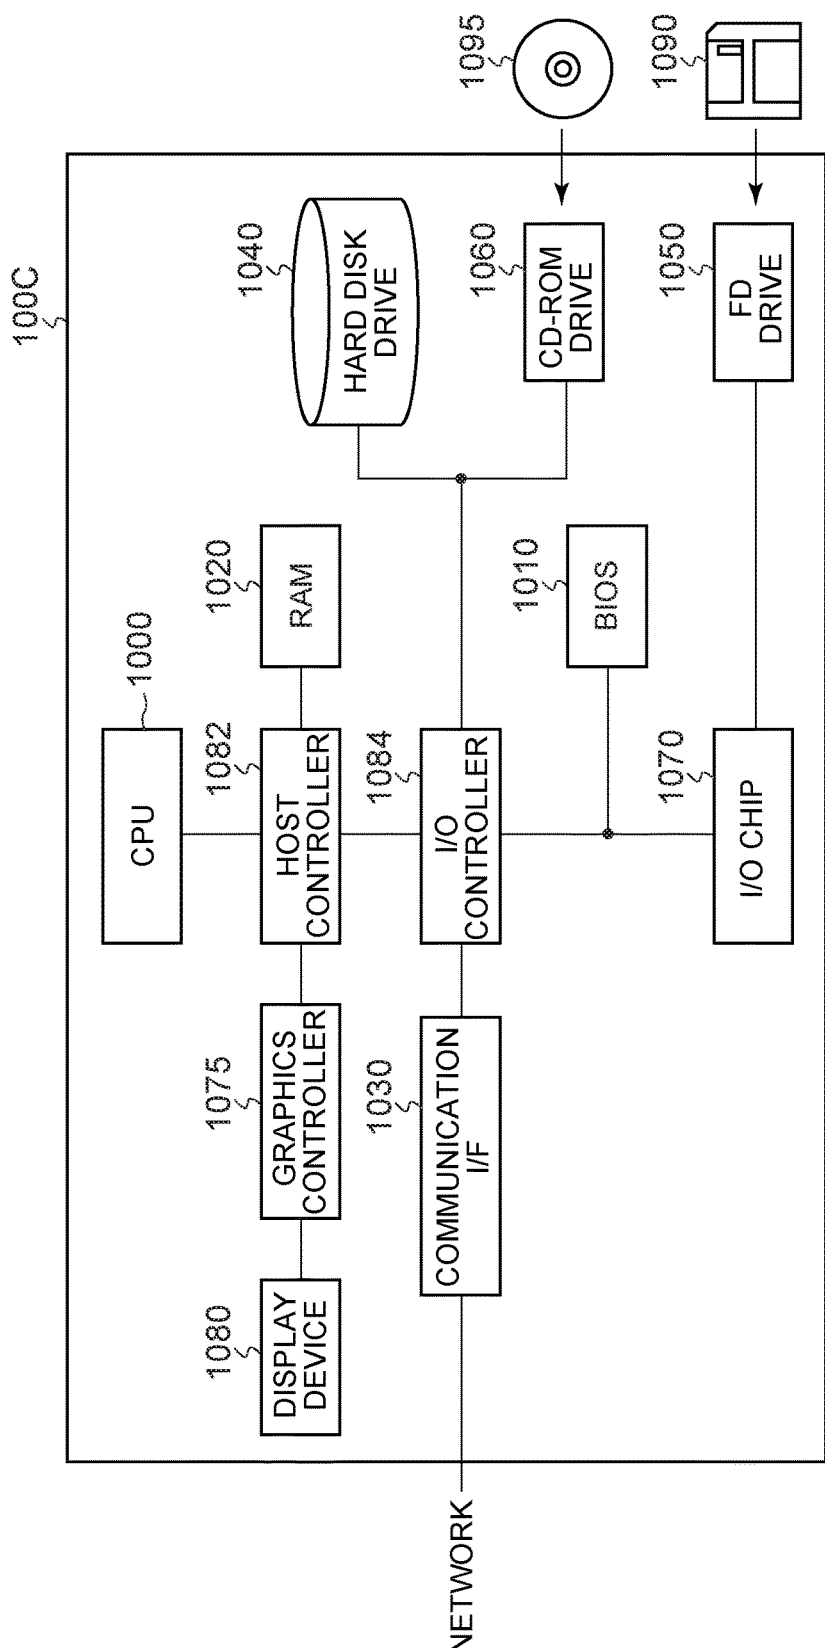 100C
CPU
1000
1080
DISPLAY
DEVICE
1075
GRAPHICS
CONTROLLER
1082
HOST
CONTROLLER
1020
RAM
1040
HARD DISK
DRIVE
NETWORK
1030
COMMUNICATION
I/F
1084
I/O
CONTROLLER
1060
CD-ROM
DRIVE
1095
1010
BIOS
1070
I/O CHIP
1050
FD
DRIVE
1090